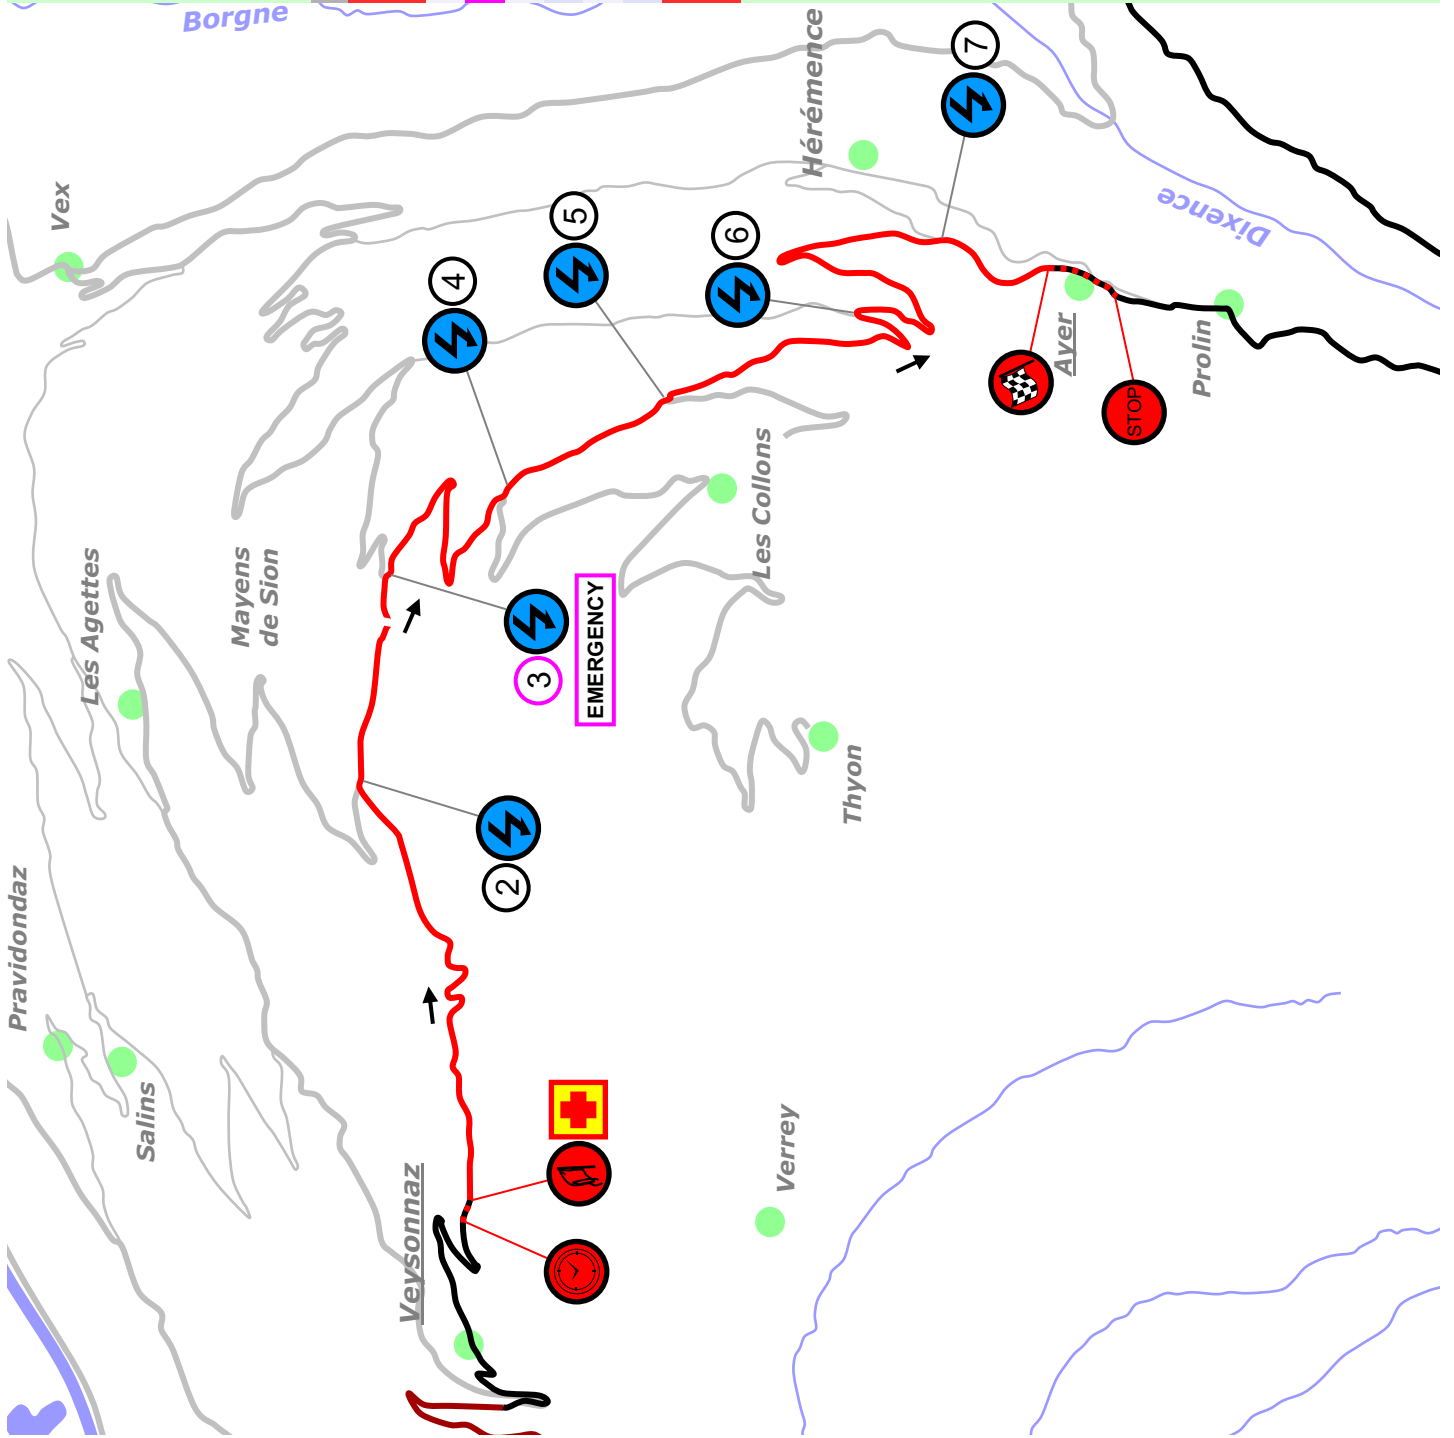 Borgne
Vex
Hérémence
7
Dixence
5
6
4
Ayer
Prolin
STOP
Les Collons
Mayens
de Sion
Les Agettes
EMERGENCY
3
Thyon
2
Pravidondaz
Salins
Verrey
Veysonnaz